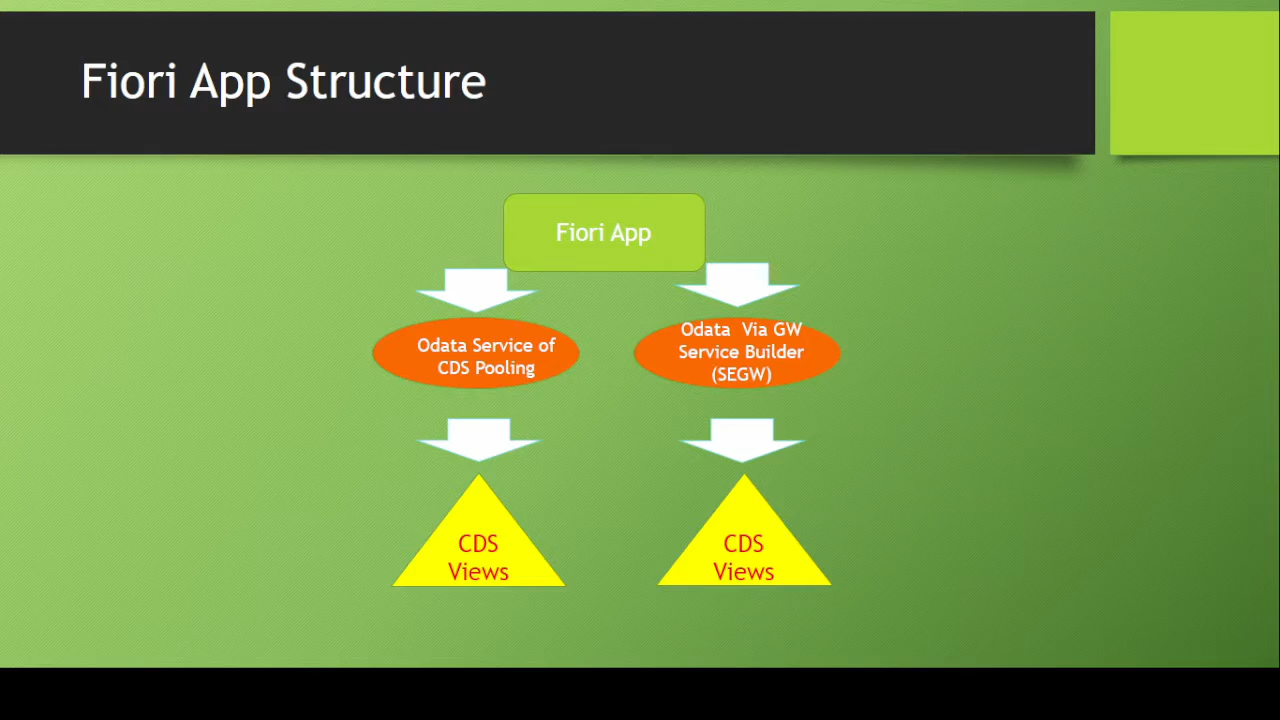 Fiori App Structure
Fiori App
Odata Service of
CDS Pooling
Odata  Via GW
Service Builder
(SEGW)
CDS
Views
CDS
Views